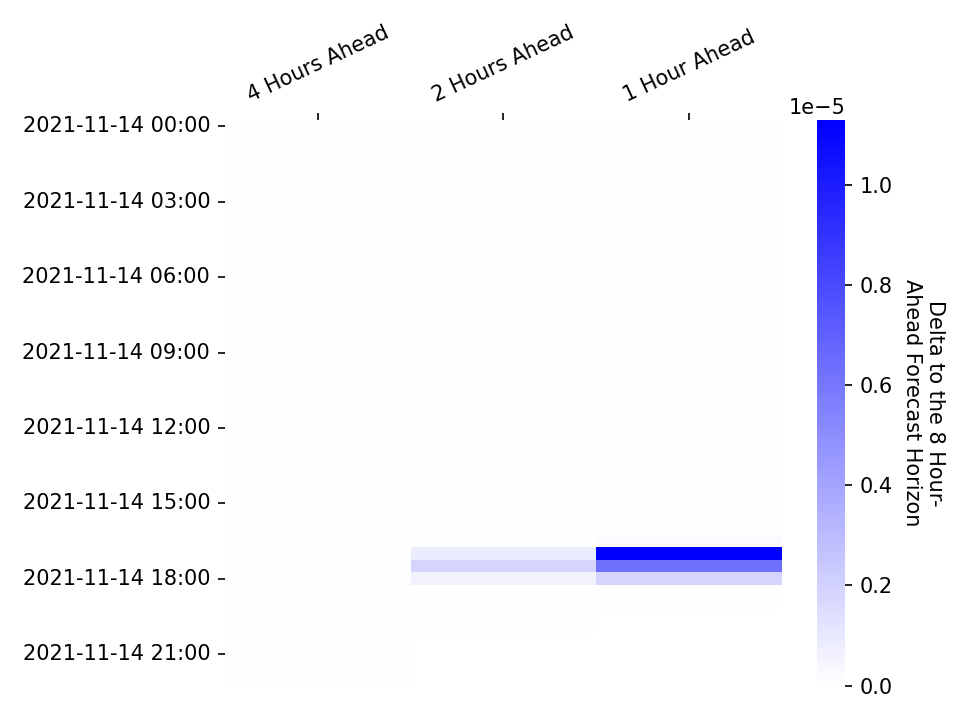 4 Hours Ahead
2 Hours Ahead
1 Hour Ahead
1e−5
2021-11-14 00:00
2021-11-14 03:00
2021-11-14 06:00
2021-11-14 09:00
2021-11-14 12:00
2021-11-14 15:00
2021-11-14 18:00
2021-11-14 21:00
1.0
0.8
0.6
0.4
0.2
0.0
Delta to the 8 Hour-
Ahead Forecast Horizon